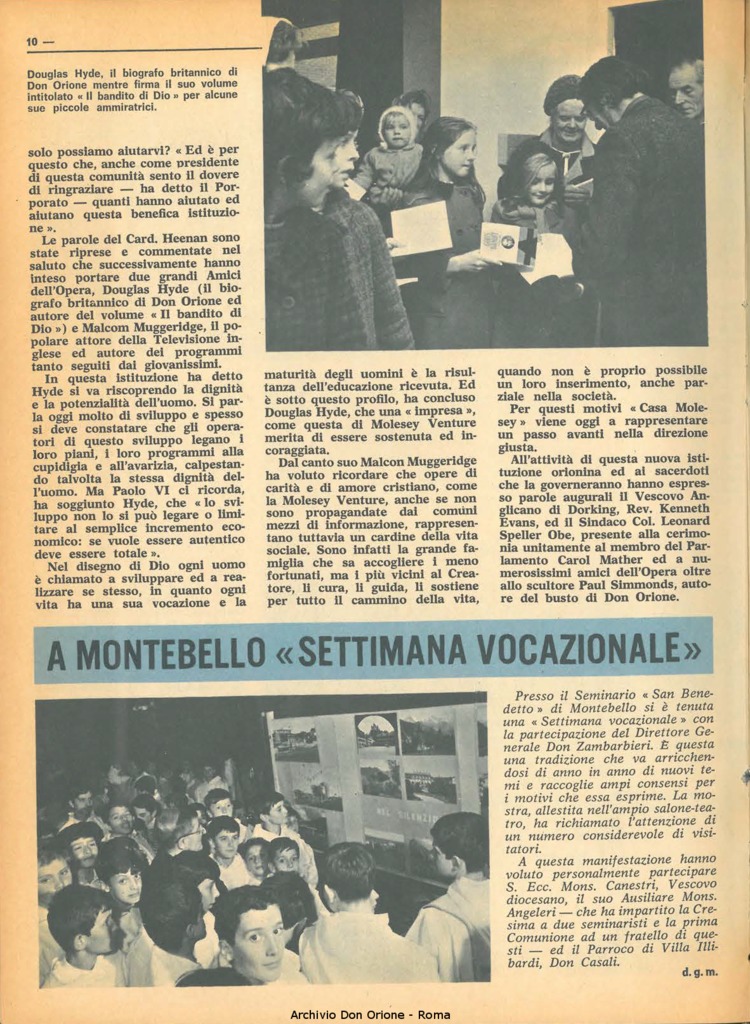 10 —
Douglas Hyde, il biografo britannico di
Don Orione mentre firma il suo volume
intitolato « Il bandito di Dio » per alcune
sue piccole ammiratrici.
solo possiamo aiutarvi? « Ed è per
questo che, anche come presidente
di questa comunità sento il dovere
di ringraziare — ha detto il Por-
porato — quanti hanno aiutato ed
aiutano questa benefica istituzio-
ne ».
Le parole del Card. Heenan sono
state riprese e commentate nel
saluto che successivamente hanno
inteso portare due grandi Amici
dell'Opera, Douglas Hyde (il bio-
grafo britannico di Don Orione ed
autore del volume « Il bandito di
Dio ») e Malcom Muggeridge, il po-
polare attore della Televisione in-
glese ed autore dei programmi
tanto seguiti dai giovanissimi.
In questa istituzione ha detto
Hyde si va riscoprendo la dignità
e la potenzialità dell'uomo. Si par-
la oggi molto di sviluppo e spesso
si deve constatare che gli opera-
tori di questo sviluppo legano i
loro piani, i loro programmi alla
cupidigia e all'avarizia, calpestan-
do talvolta la stessa dignità del-
l'uomo. Ma Paolo VI ci ricorda,
ha soggiunto Hyde, che « lo svi-
luppo non lo si può legare o limi-
tare al semplice incremento eco-
nomico: se vuole essere autentico
deve essere totale ».
Nel disegno di Dio ogni uomo
è chiamato a sviluppare ed a rea-
lizzare se stesso, in quanto ogni
vita ha una sua vocazione e la
maturità degli uomini è la risul-
tanza dell'educazione ricevuta. Ed
è sotto questo profilo, ha concluso
Douglas Hyde, che una « impresa »,
come questa di Molesey Venture
merita di essere sostenuta ed in-
coraggiata.
Dal canto suo Malcon Muggeridge
ha voluto ricordare che opere di
carità e di amore cristiano, come
la Molesey Venture, anche se non
sono propagandate dai comuni
mezzi di informazione, rappresen-
tano tuttavia un cardine della vita
sociale. Sono infatti la grande fa-
miglia che sa accogliere i meno
fortunati, ma i più vicini al Crea-
tore, li cura, li guida, li sostiene
per tutto il cammino della vita,
quando non è proprio possibile
un loro inserimento, anche par-
ziale nella società.
Per questi motivi « Casa Mole-
sey » viene oggi a rappresentare
un passo avanti nella direzione
giusta.
All'attività di questa nuova isti-
tuzione orionina ed ai sacerdoti
che la governeranno hanno espres-
so parole augurali il Vescovo An-
glicano di Dorking, Rev. Kenneth
Evans, ed il Sindaco Col. Leonard
Speller Obe, presente alla cerimo-
nia unitamente al membro del Par-
lamento Carol Mather ed a nu-
merosissimi amici dell'Opera oltre
allo scultore Paul Simmonds, auto-
re del busto di Don Orione.
A MONTEBELLO « SETTIMANA VOCAZIONALE »
NEL SILENZIO
Presso il Seminario « San Bene-
detto » di Montebello si è tenuta
una « Settimana vocazionale » con
la partecipazione del Direttore Ge-
nerale Don Zambarbieri. È questa
una tradizione che va arricchen-
dosi di anno in anno di nuovi te-
mi e raccoglie ampi consensi per
i motivi che essa esprime. La mo-
stra, allestita nell'ampio salone-tea-
tro, ha richiamato l'attenzione di
un numero considerevole di visi-
tatori.
A questa manifestazione hanno
voluto personalmente partecipare
S. Ecc. Mons. Canestri, Vescovo
diocesano, il suo Ausiliare Mons.
Angeleri — che ha impartito la Cre-
sima a due seminaristi e la prima
Comunione ad un fratello di que-
sti — ed il Parroco di Villa Illi-
bardi, Don Casali.
d. g. m.
Archivio Don Orione - Roma